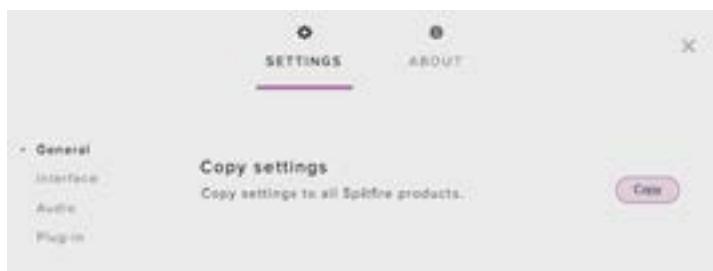 SETTINGS
ABOUT
General
Interface
Audio
Plug-in
Copy settings
Copy settings to all Spitfire products.
Copy